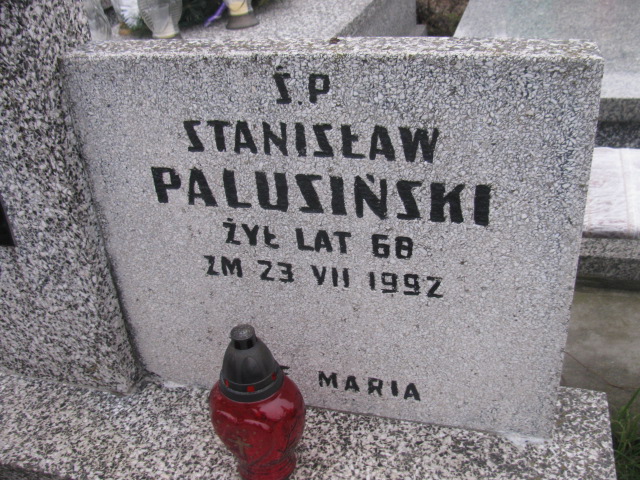 Ś.P
STANISŁAW
PALUSIŃSKI
ŻYŁ LAT 68
ZM 23 VII 1992
MARIA